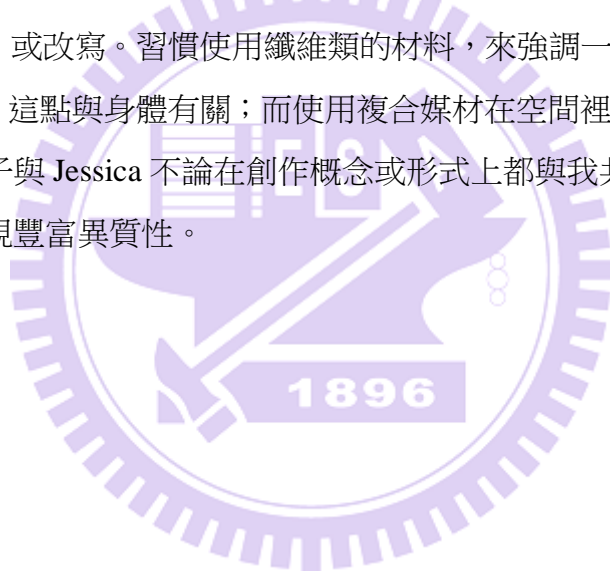 或改寫。習慣使用纖維類的材料，來強調一
這點與身體有關；而使用複合媒材在空間裡
子與 Jessica 不論在創作概念或形式上都與我共
現豐富異質性。
1896